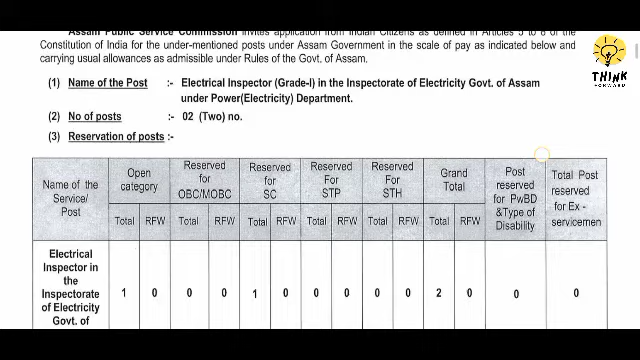 Assam Public Service Commission invites application from Indian Citizens as defined in Articles 5 to 8 of the
Constitution of India for the under-mentioned posts under Assam Government in the scale of pay as indicated below and
carrying usual allowances as admissible under Rules of the Govt. of Assam.
THINK
FORWARD
(1) Name of the Post :- Electrical Inspector (Grade-I) in the Inspectorate of Electricity Govt. of Assam
under Power(Electricity) Department.
(2) No of posts :- 02 (Two) no.
(3) Reservation of posts:-
Name of the Service/ Post | Open category | Reserved for OBC/MOBC | Reserved for SC | Reserved For STP | Reserved For STH | Grand Total | Post reserved for PwBD &Type of Disability | Total Post reserved for Ex-servicemen
Total RFW Total RFW Total RFW Total RFW Total RFW Total RFW
Electrical
Inspector in
the
Inspectorate 1 0 0 0 1 0 0 0 0 0 2 0 0 0
of Electricity
Govt. of